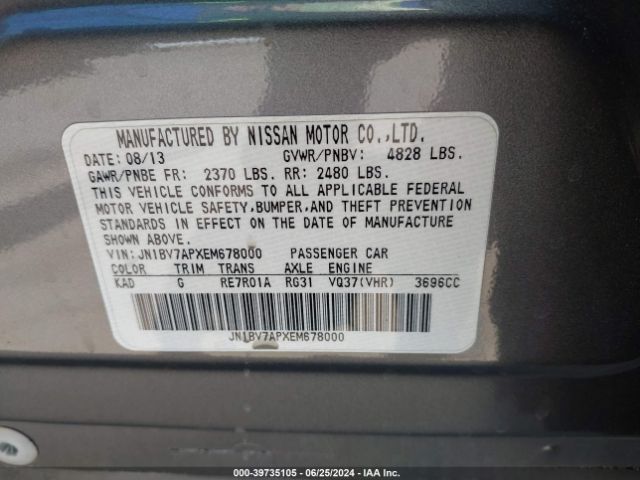 MANUFACTURED BY NISSAN MOTOR CO.,LTD.
DATE: 08/13 GVWR/PNBV: 4828 LBS.
GAWR/PNBE FR: 2370 LBS. RR: 2480 LBS.
THIS VEHICLE CONFORMS TO ALL APPLICABLE FEDERAL
MOTOR VEHICLE SAFETY, BUMPER, AND THEFT PREVENTION
STANDARDS IN EFFECT ON THE DATE OF MANUFACTURE
SHOWN ABOVE.
VIN: JN1BV7APXEM678000 PASSENGER CAR
COLOR TRIM TRANS AXLE ENGINE
KAD G RE7R01A RG31 VQ37(VHR) 3696CC
JN1BV7APXEM678000
000-39735105 - 06/25/2024 - IAA Inc.